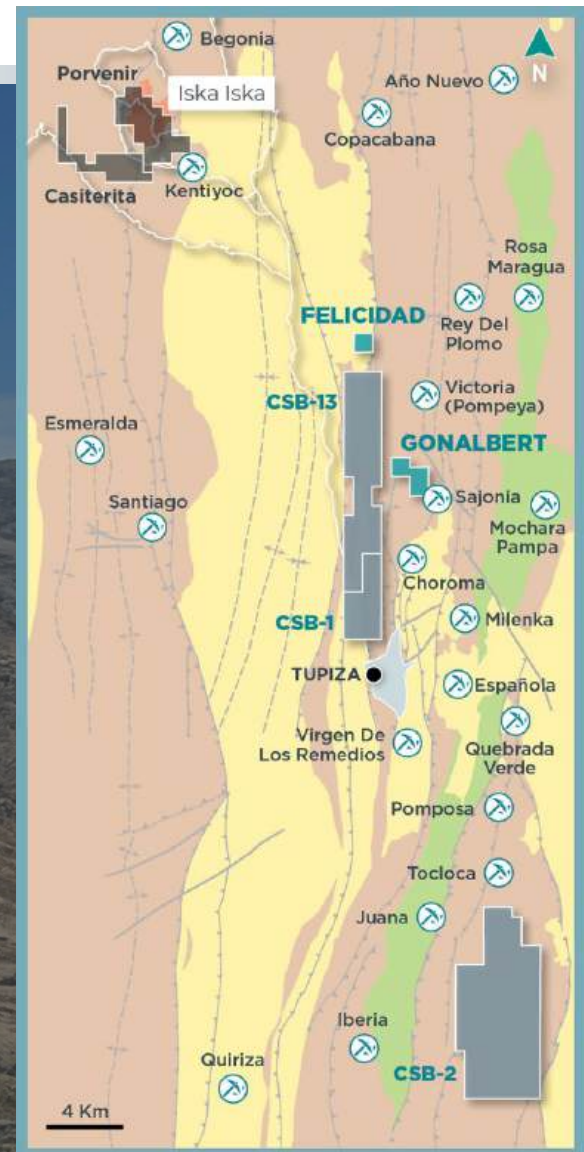 Begonia
Porvenir
Iska Iska
Año Nuevo
N
Copacabana
Casiterita
Kentiyoc
Rosa
Maragua
FELICIDAD
Rey Del
Plomo
CSB-13
Victoria
(Pompeya)
Esmeralda
GONALBERT
Santiago
Sajonia
Mochara
Pampa
Choroma
CSB-1
Milenka
TUPIZA
Española
Virgen De
Los Remedios
Quebrada
Verde
Pomposa
Tocloca
Juana
Iberia
Quiriza
CSB-2
4 Km